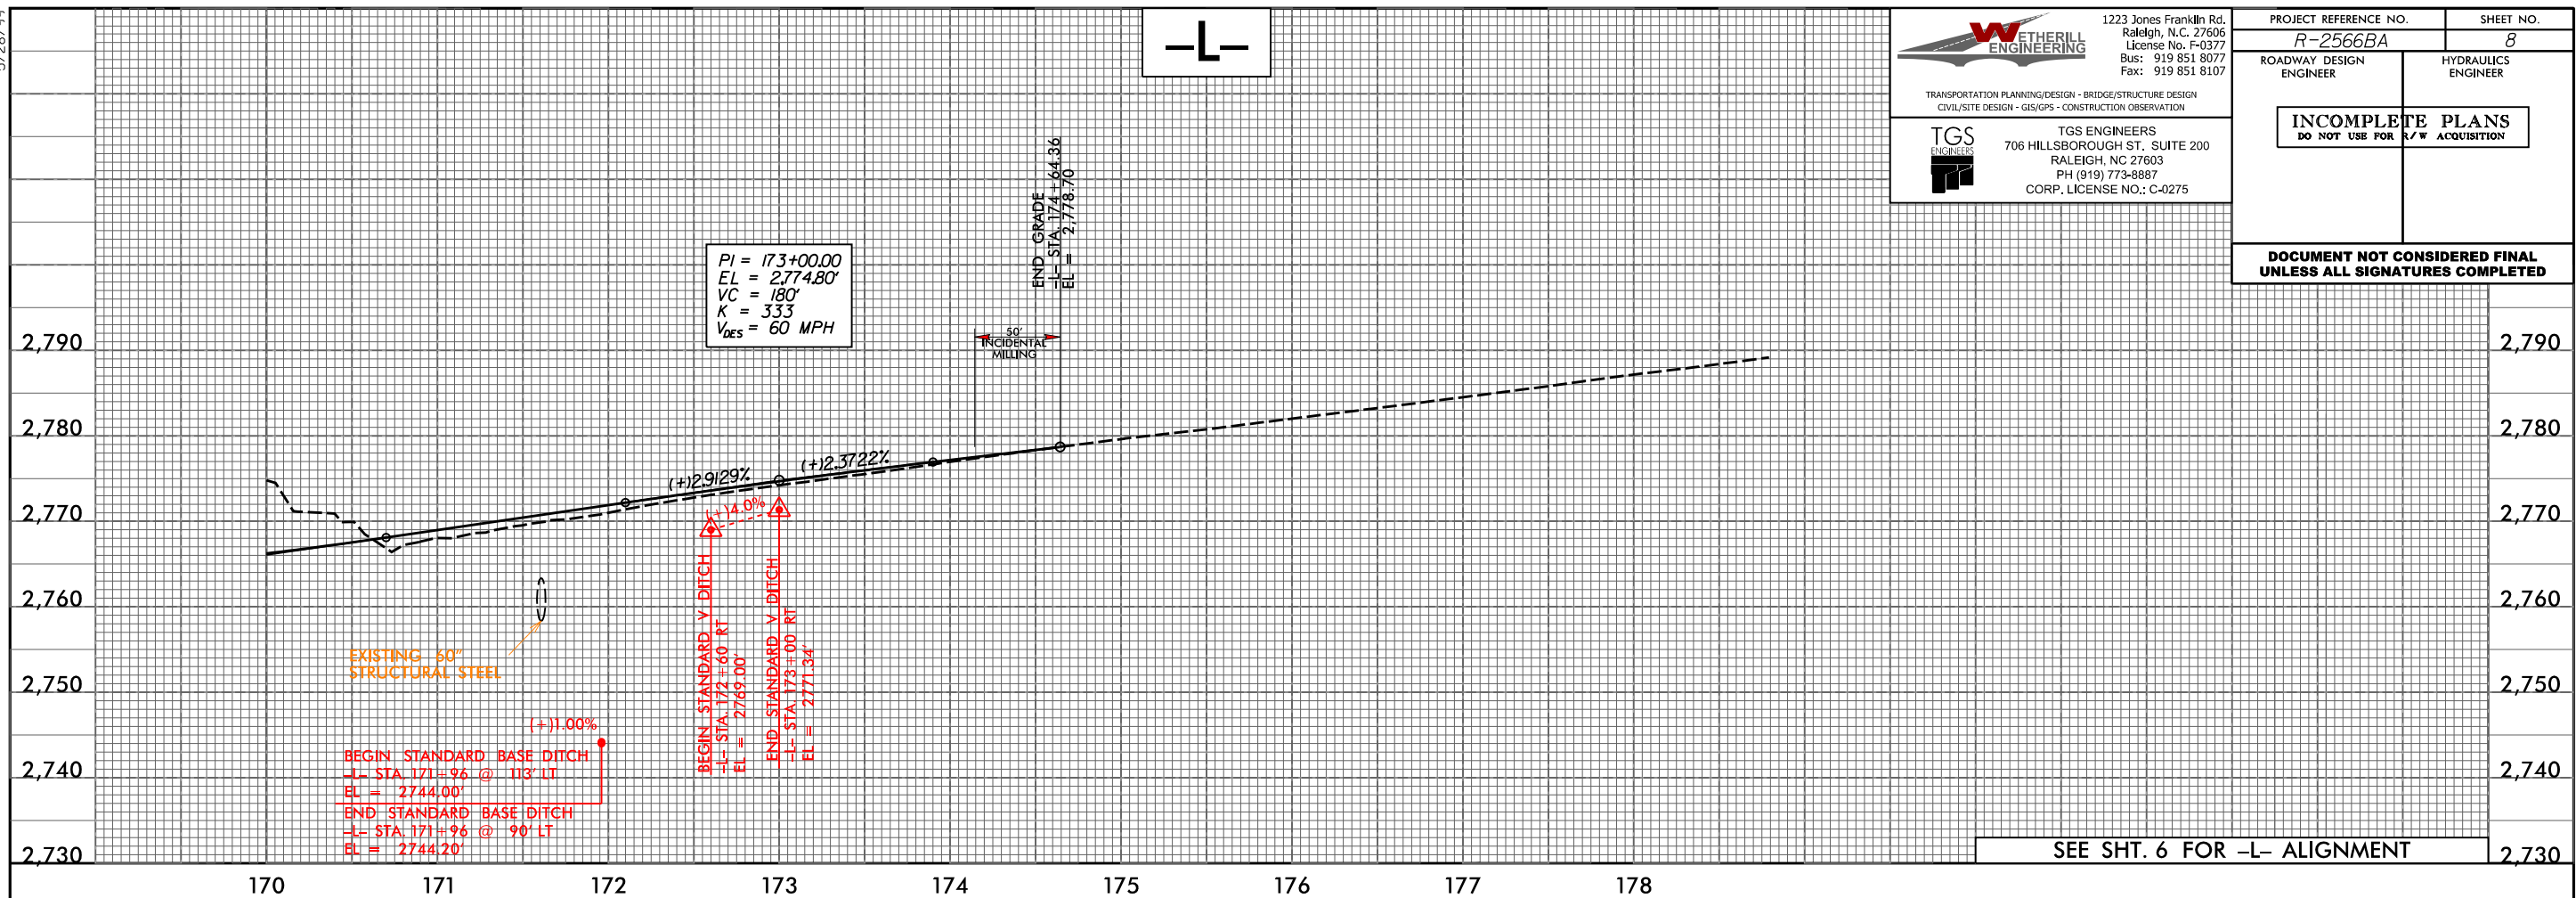 –L–
WETHERILL
ENGINEERING
1223 Jones Franklin Rd.
Raleigh, N.C. 27606
License No. F-0377
Bus: 919 851 8077
Fax: 919 851 8107
TRANSPORTATION PLANNING/DESIGN - BRIDGE/STRUCTURE DESIGN
CIVIL/SITE DESIGN - GIS/GPS - CONSTRUCTION OBSERVATION
TGS
ENGINEERS
TGS ENGINEERS
706 HILLSBOROUGH ST. SUITE 200
RALEIGH, NC 27603
PH (919) 773-8887
CORP. LICENSE NO.: C-0275
PROJECT REFERENCE NO.
SHEET NO.
R-2566BA
8
ROADWAY DESIGN
ENGINEER
HYDRAULICS
ENGINEER
INCOMPLETE PLANS
DO NOT USE FOR R/W ACQUISITION
DOCUMENT NOT CONSIDERED FINAL
UNLESS ALL SIGNATURES COMPLETED
PI = 173+00.00
EL = 2,774.80'
VC = 180'
K = 333
VDES = 60 MPH
END GRADE
-L- STA. 174+64.36
EL = 2,778.70
50'
INCIDENTAL
MILLING
2,790
2,790
2,780
2,780
2,770
2,770
2,760
2,760
2,750
2,750
2,740
2,740
2,730
2,730
(+)2.9129%
(+)2.3722%
(+)4.0%
BEGIN STANDARD V DITCH
-L- STA. 172+60 RT
EL = 2769.00'
END STANDARD V DITCH
-L- STA. 173+00 RT
EL = 2771.34'
EXISTING 60"
STRUCTURAL STEEL
(+)1.00%
BEGIN STANDARD BASE DITCH
-L- STA. 171+96 @ 113' LT
EL = 2744.00'
END STANDARD BASE DITCH
-L- STA. 171+96 @ 90' LT
EL = 2744.20'
SEE SHT. 6 FOR –L– ALIGNMENT
170 171 172 173 174 175 176 177 178